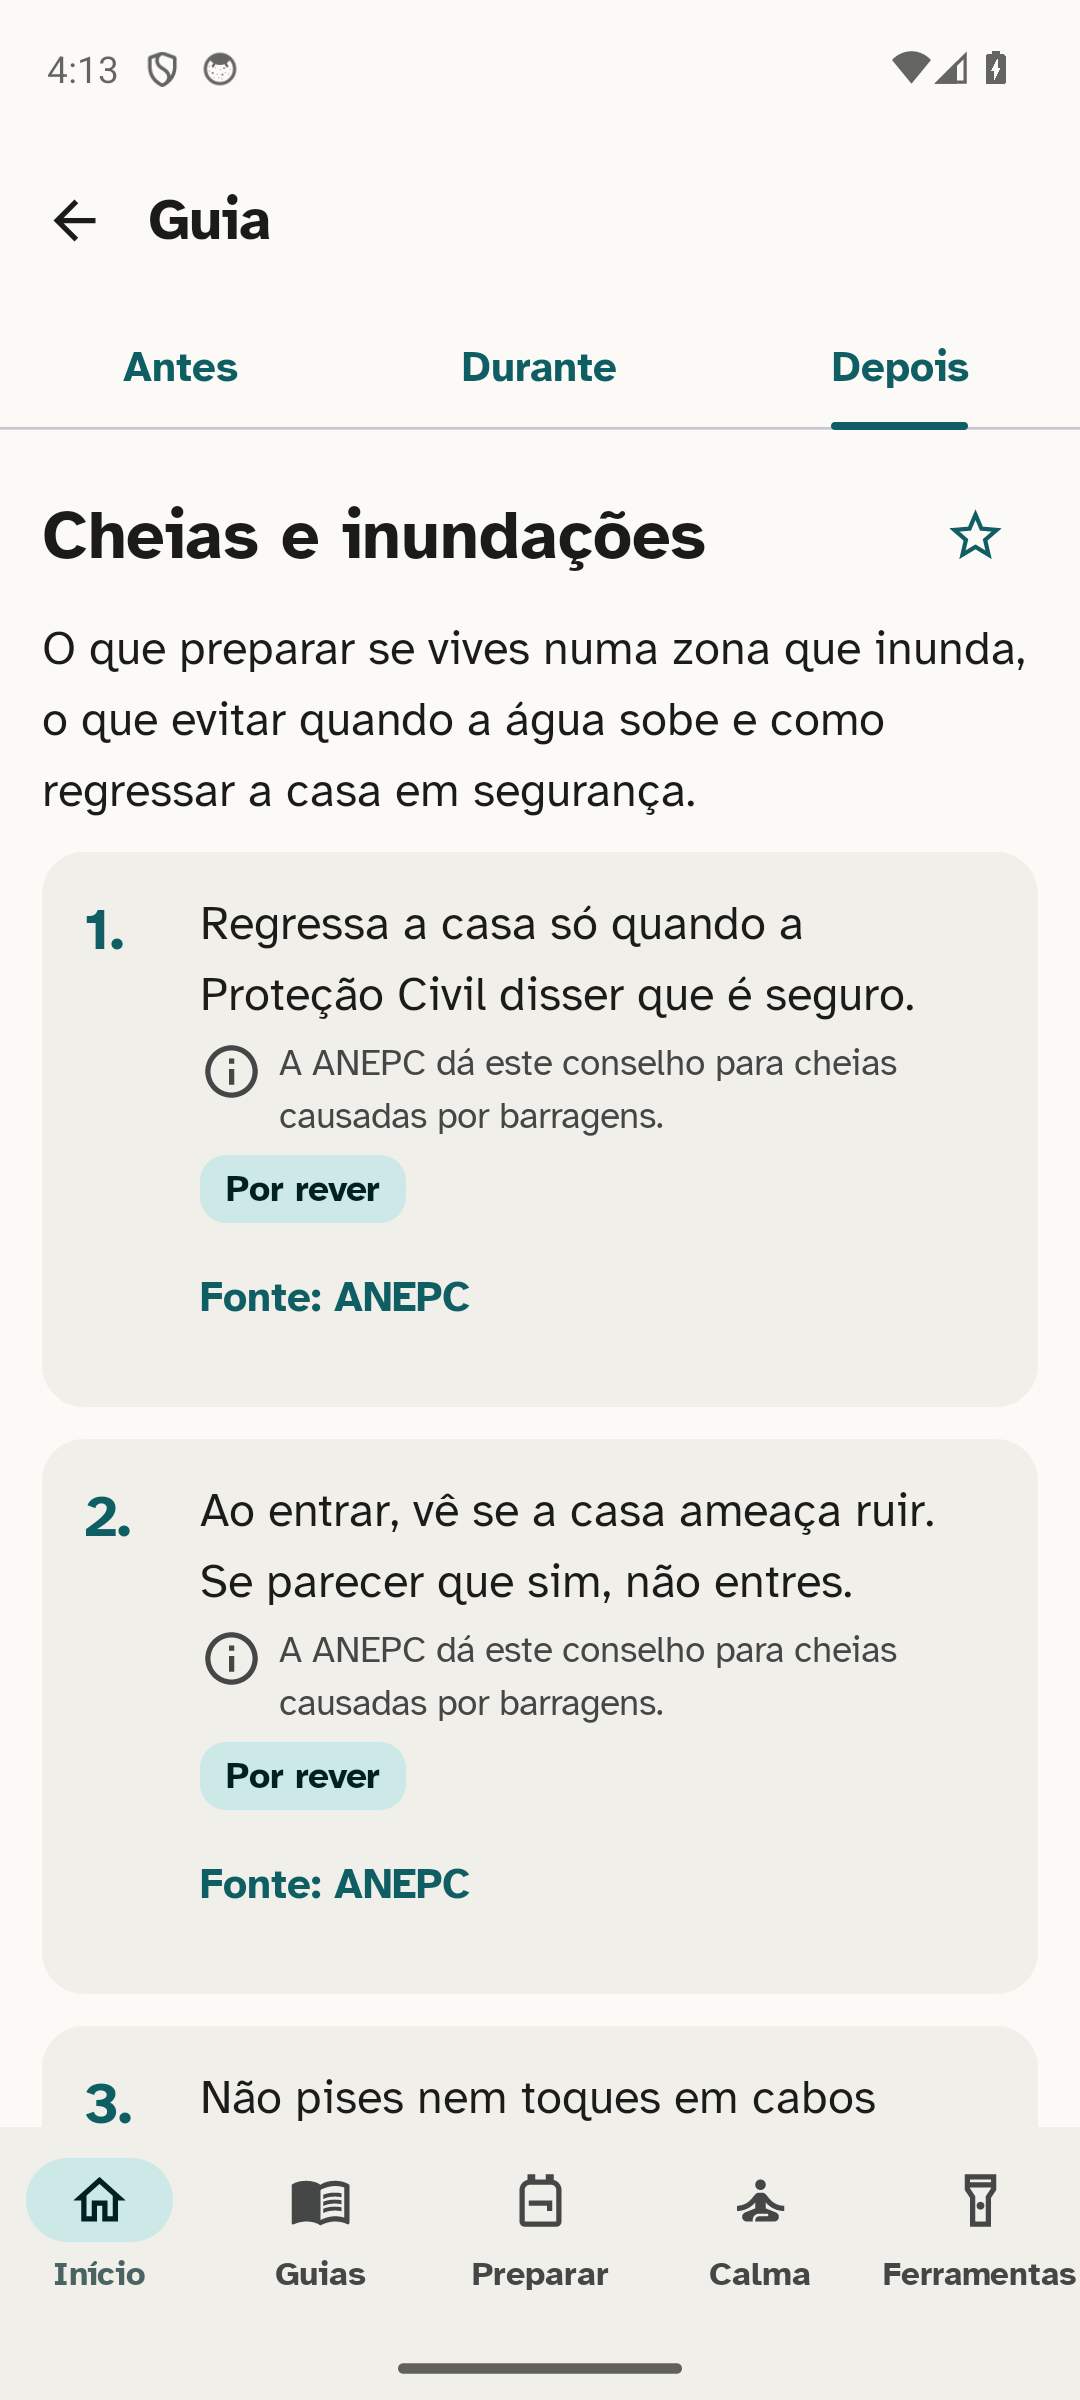 4:13
Guia
Antes
Durante
Depois
Cheias e inundações
O que preparar se vives numa zona que inunda,
o que evitar quando a água sobe e como
regressar a casa em segurança.
1.
Regressa a casa só quando a
Proteção Civil disser que é seguro.
A ANEPC dá este conselho para cheias
causadas por barragens.
Por rever
Fonte: ANEPC
2.
Ao entrar, vê se a casa ameaça ruir.
Se parecer que sim, não entres.
A ANEPC dá este conselho para cheias
causadas por barragens.
Por rever
Fonte: ANEPC
3.
Não pises nem toques em cabos
Início
Guias
Preparar
Calma
Ferramentas